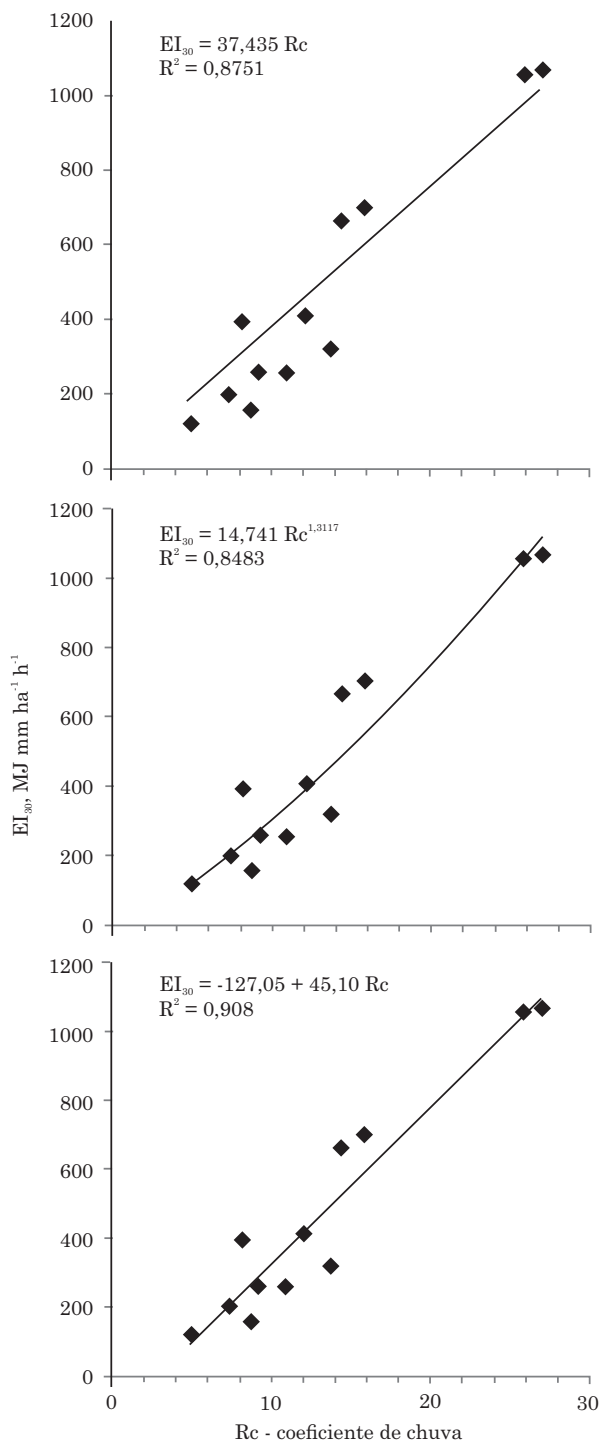 1200
EI₃₀ = 37,435 Rc
R² = 0,8751
1000
800
600
400
200
0
1200
EI₃₀ = 14,741 Rc¹,³¹¹⁷
R² = 0,8483
1000
800
600
400
200
0
EI₃₀, MJ mm ha⁻¹ h⁻¹
1200
EI₃₀ = -127,05 + 45,10 Rc
R² = 0,908
1000
800
600
400
200
0
0 10 20 30
Rc - coeficiente de chuva